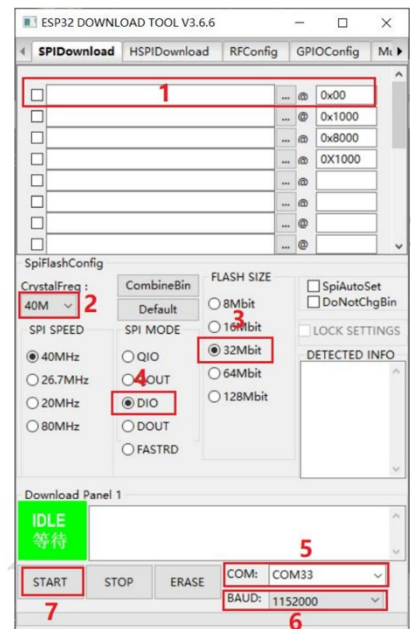 ESP32 DOWNLOAD TOOL V3.6.6
SPIDownload HSPIDownload RFConfig GPIOConfig Mu
1 ... @ 0x00
... @ 0x1000
... @ 0x8000
... @ 0X1000
... @
... @
... @
... @
SpiFlashConfig
CrystalFreq :
40M 2
CombineBin
Default
SPI SPEED
40MHz
26.7MHz
20MHz
80MHz
SPI MODE
QIO
4
DIO
DOUT
FASTRD
FLASH SIZE
8Mbit
16Mbit
3
32Mbit
64Mbit
128Mbit
SpiAutoSet
DoNotChgBin
LOCK SETTINGS
DETECTED INFO
Download Panel 1
IDLE
等待
5
START STOP ERASE
COM: COM33
BAUD: 1152000
7 6